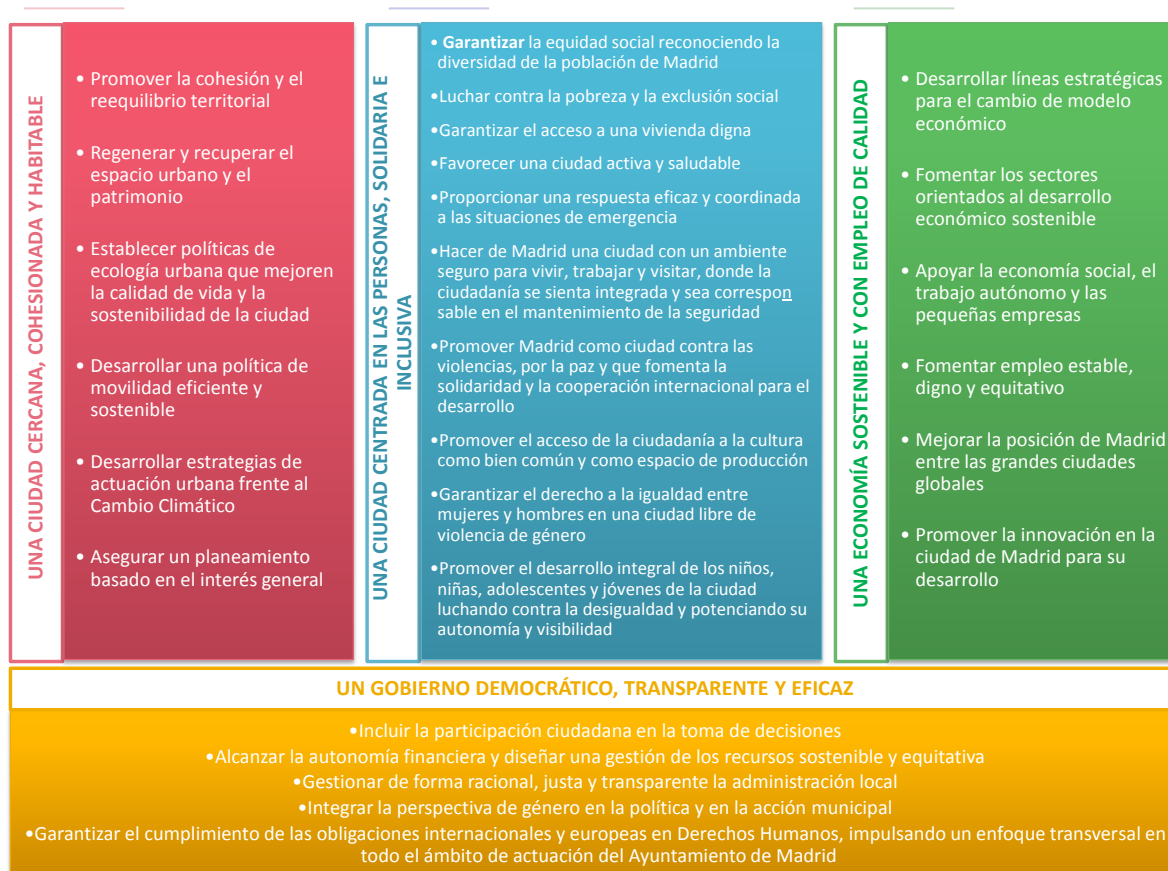 UNA CIUDAD CERCANA, COHESIONADA Y HABITABLE
• Promover la cohesión y el
reequilibrio territorial
• Regenerar y recuperar el
espacio urbano y el
patrimonio
• Establecer políticas de
ecología urbana que mejoren
la calidad de vida y la
sostenibilidad de la ciudad
• Desarrollar una política de
movilidad eficiente y
sostenible
• Desarrollar estrategias de
actuación urbana frente al
Cambio Climático
• Asegurar un planeamiento
basado en el interés general
UNA CIUDAD CENTRADA EN LAS PERSONAS, SOLIDARIA E
INCLUSIVA
• Garantizar la equidad social reconociendo la
diversidad de la población de Madrid
•Luchar contra la pobreza y la exclusión social
•Garantizar el acceso a una vivienda digna
•Favorecer una ciudad activa y saludable
•Proporcionar una respuesta eficaz y coordinada
a las situaciones de emergencia
•Hacer de Madrid una ciudad con un ambiente
seguro para vivir, trabajar y visitar, donde la
ciudadanía se sienta integrada y sea correspon
sable en el mantenimiento de la seguridad
•Promover Madrid como ciudad contra las
violencias, por la paz y que fomenta la
solidaridad y la cooperación internacional para el
desarrollo
•Promover el acceso de la ciudadanía a la cultura
como bien común y como espacio de producción
•Garantizar el derecho a la igualdad entre
mujeres y hombres en una ciudad libre de
violencia de género
•Promover el desarrollo integral de los niños,
niñas, adolescentes y jóvenes de la ciudad
luchando contra la desigualdad y potenciando su
autonomía y visibilidad
UNA ECONOMÍA SOSTENIBLE Y CON EMPLEO DE CALIDAD
• Desarrollar líneas estratégicas
para el cambio de modelo
económico
• Fomentar los sectores
orientados al desarrollo
económico sostenible
• Apoyar la economía social, el
trabajo autónomo y las
pequeñas empresas
• Fomentar empleo estable,
digno y equitativo
• Mejorar la posición de Madrid
entre las grandes ciudades
globales
• Promover la innovación en la
ciudad de Madrid para su
desarrollo
UN GOBIERNO DEMOCRÁTICO, TRANSPARENTE Y EFICAZ
•Incluir la participación ciudadana en la toma de decisiones
•Alcanzar la autonomía financiera y diseñar una gestión de los recursos sostenible y equitativa
•Gestionar de forma racional, justa y transparente la administración local
•Integrar la perspectiva de género en la política y en la acción municipal
•Garantizar el cumplimiento de las obligaciones internacionales y europeas en Derechos Humanos, impulsando un enfoque transversal en
todo el ámbito de actuación del Ayuntamiento de Madrid